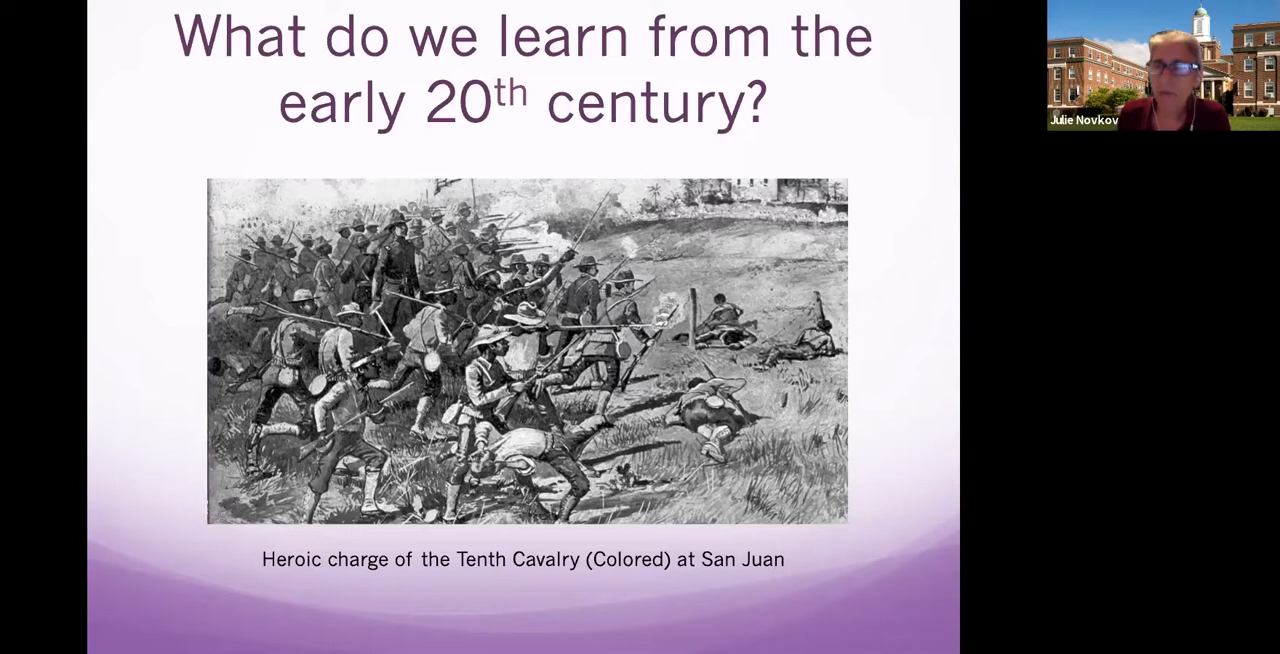 What do we learn from the
early 20th century?
Julie Novkov
Heroic charge of the Tenth Cavalry (Colored) at San Juan